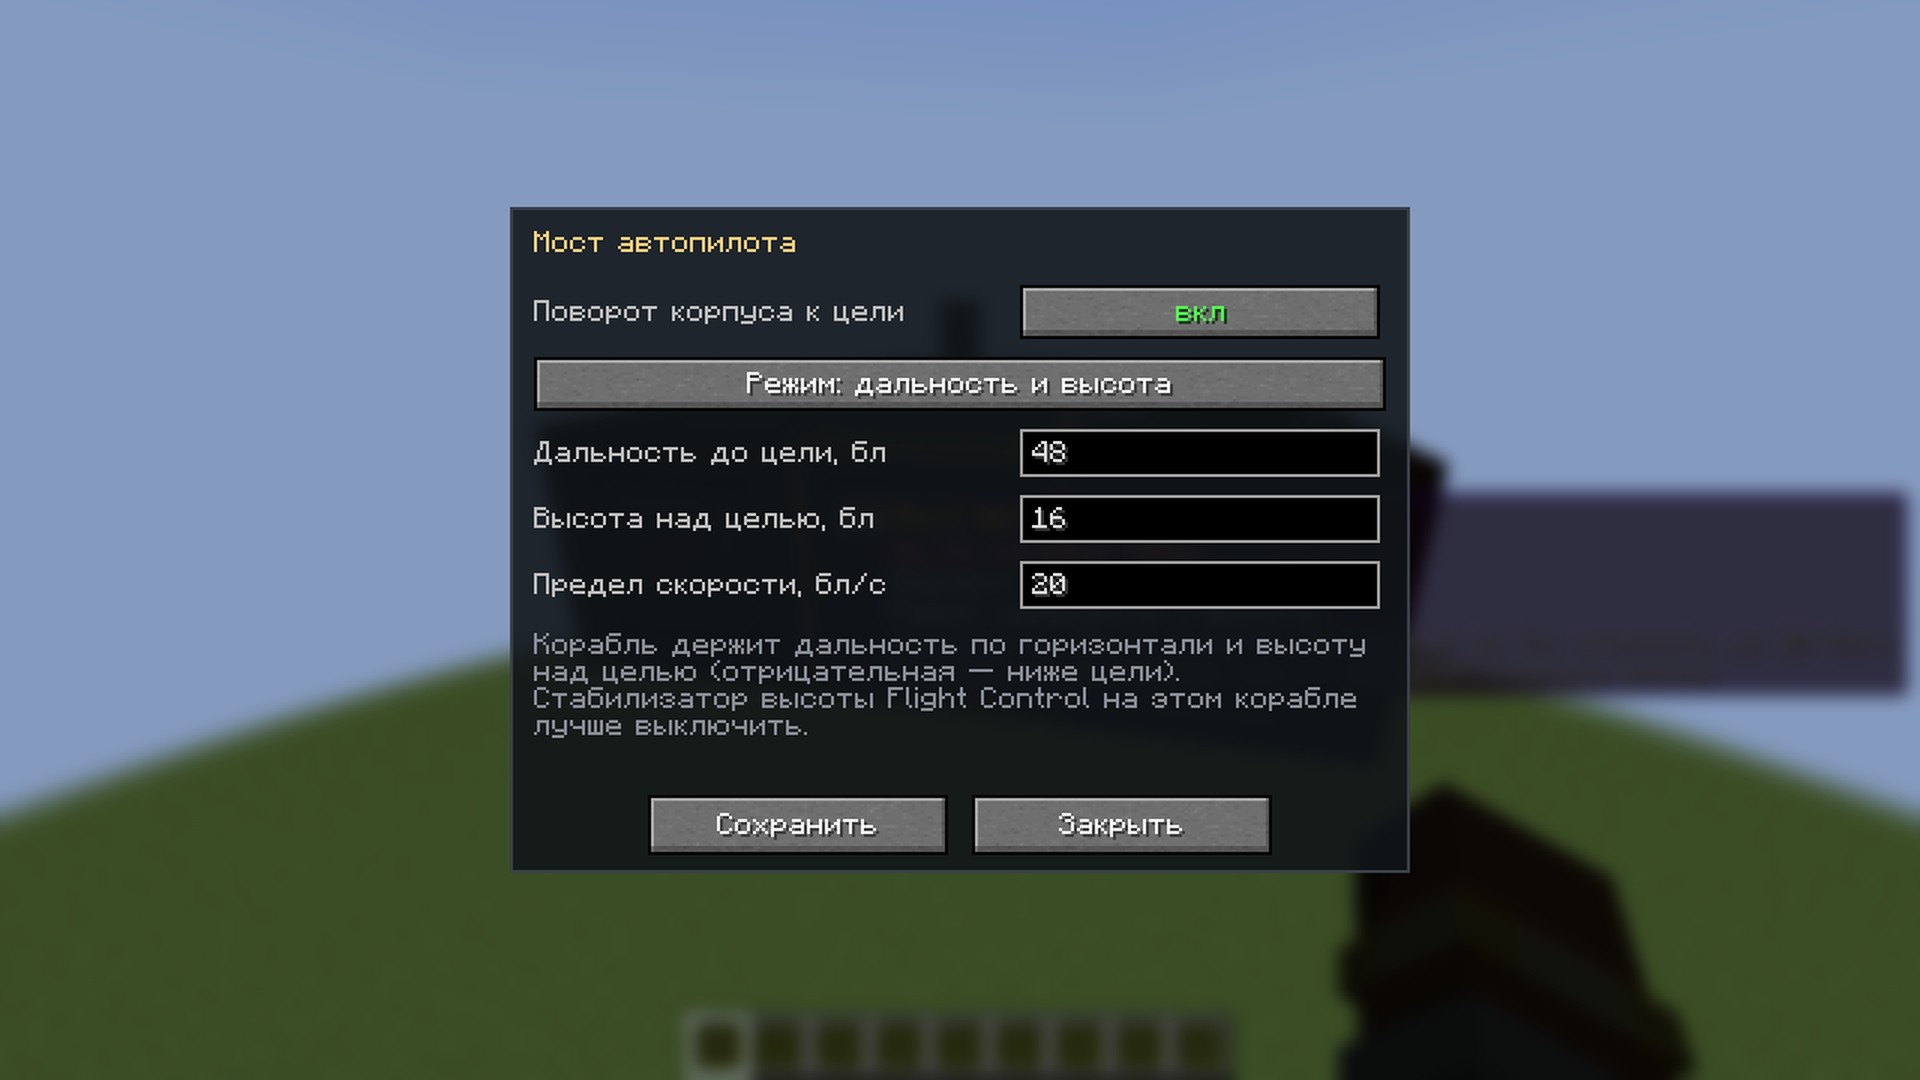 Мост автопилота
Поворот корпуса к цели
вкл
Режим: дальность и высота
Дальность до цели, бл
48
Высота над целью, бл
16
Предел скорости, бл/с
20
Корабль держит дальность по горизонтали и высоту
над целью (отрицательная — ниже цели).
Стабилизатор высоты Flight Control на этом корабле
лучше выключить.
Сохранить
Закрыть